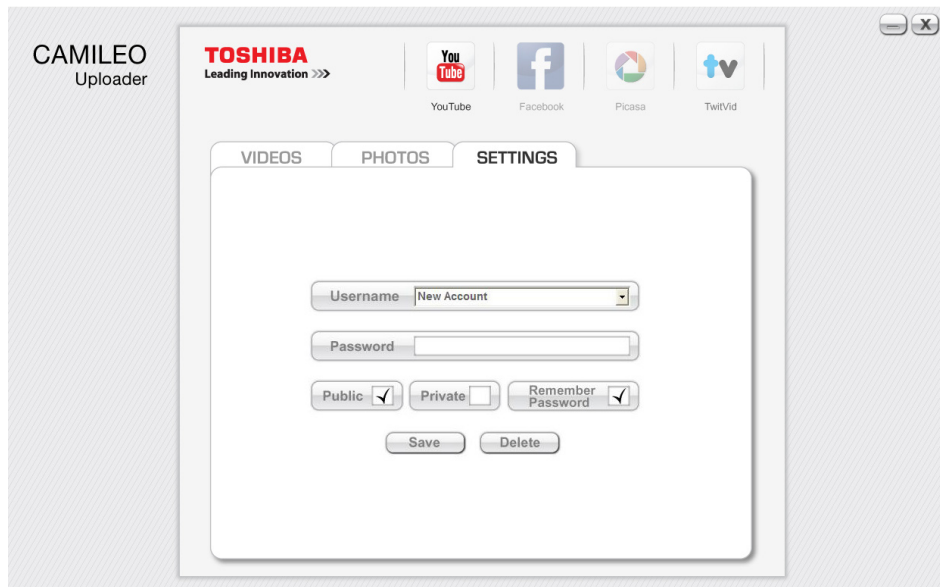 CAMILEO
Uploader
TOSHIBA
Leading Innovation >>>
You
Tube
f
tv
YouTube
Facebook
Picasa
TwitVid
VIDEOS
PHOTOS
SETTINGS
Username
New Account
Password
Public
Private
Remember
Password
Save
Delete